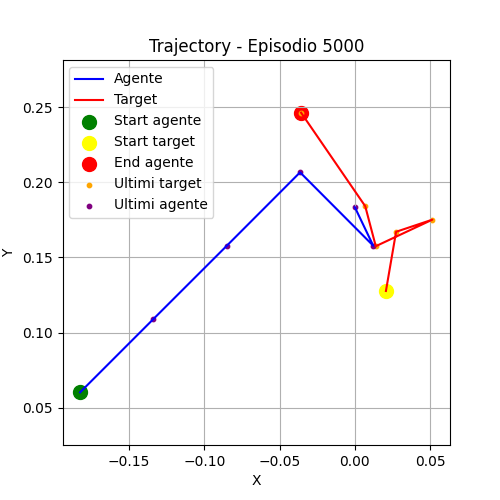 Trajectory - Episodio 5000
Agente
Target
Start agente
Start target
End agente
Ultimi target
Ultimi agente
Y
0.25
0.20
0.15
0.10
0.05
−0.15
−0.10
−0.05
0.00
0.05
X